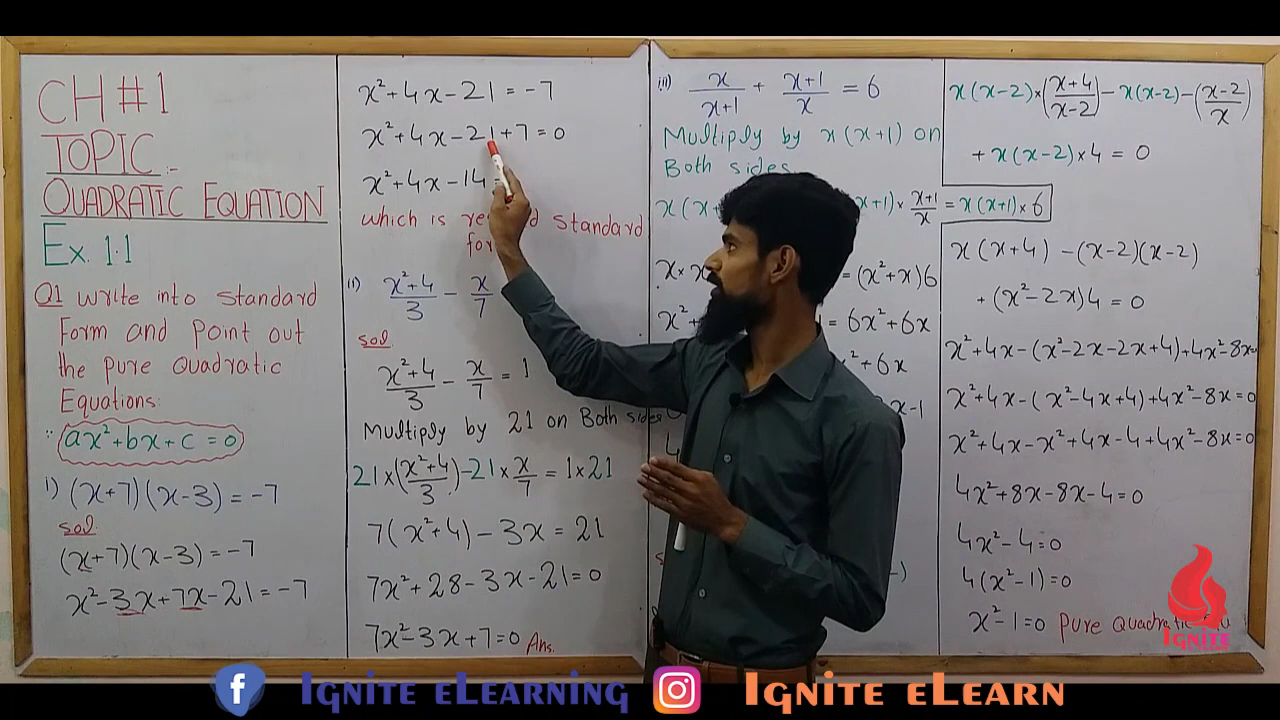 CH # 1
TOPIC:-
QUADRATIC EQUATION
Ex. 1.1
Q1 write into standard
Form and point out
the pure Quadratic
Equations:
∵ ax²+bx+c=0
i) (x+7)(x-3) = -7
sol
(x+7)(x-3) = -7
x²-3x+7x-21 = -7
x²+4x-21 = -7
x²+4x-21+7=0
x²+4x-14=
which is standard
(ii) x²+4/3 - x/7
sol
x²+4/3 - x/7 = 1
Multiply by 21 on Both sides
21×(x²+4/3)-21×x/7 = 1×21
7(x²+4)-3x = 21
7x²+28-3x-21=0
7x²-3x+7=0 Ans.
(iii) x/x+1 + x+1/x = 6
Multiply by x(x+1) on
Both sides
x+1)×x+1/x = x(x+1)×6
= (x²+x)6
= 6x²+6x
x²+6x
x-1
x(x-2)×(x+4/x-2)-x(x-2)-(x-2/x)
+x(x-2)×4 = 0
x(x+4)-(x-2)(x-2)
+(x²-2x)4 = 0
x²+4x-(x²-2x-2x+4)+4x²-8x=
x²+4x-(x²-4x+4)+4x²-8x=0
x²+4x-x²+4x-4+4x²-8x=0
4x²+8x-8x-4=0
4x²-4=0
4(x²-1)=0
x²-1=0 pure Quadratic
IGNITE
IGNITE ELEARNING
IGNITE ELEARN